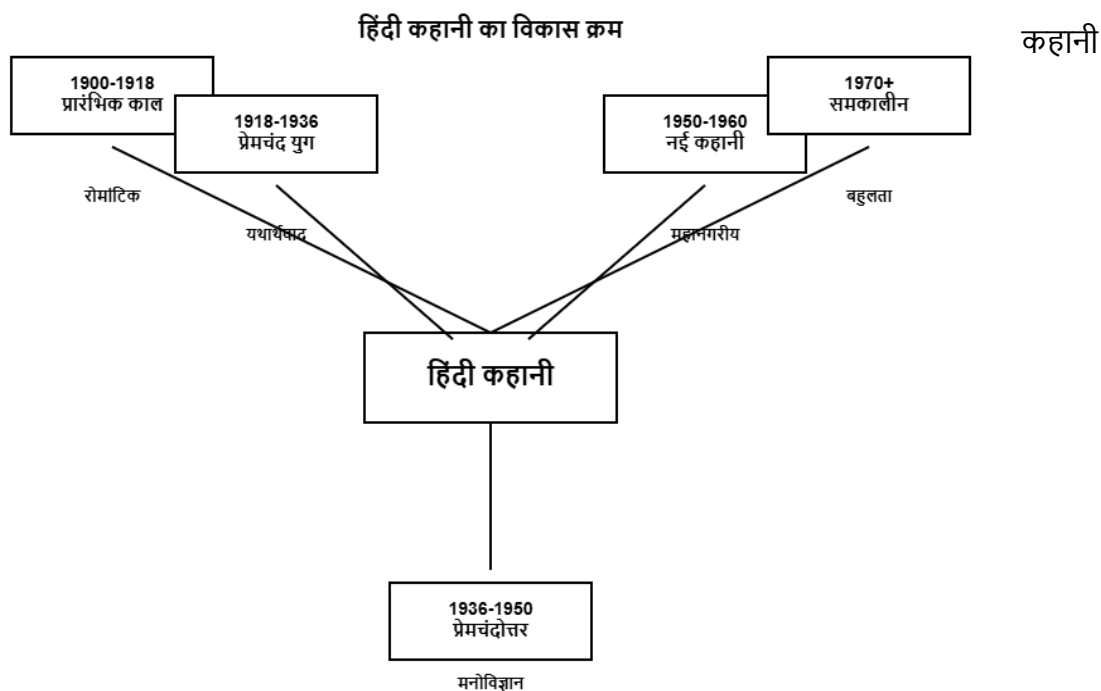 हिंदी कहानी का विकास क्रम
कहानी
1900-1918
प्रारंभिक काल
1918-1936
प्रेमचंद युग
1950-1960
नई कहानी
1970+
समकालीन
रोमांटिक
यथार्थवाद
महानगरीय
बहुलता
हिंदी कहानी
1936-1950
प्रेमचंदोत्तर
मनोविज्ञान